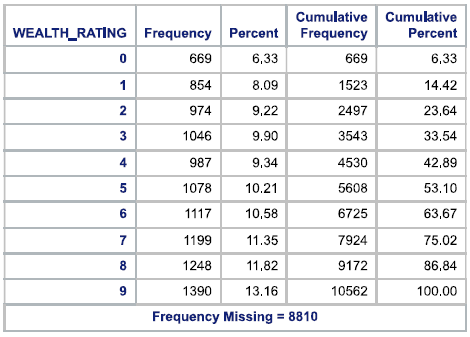 WEALTH_RATING Frequency Percent Cumulative Frequency Cumulative Percent
0 669 6.33 669 6.33
1 854 8.09 1523 14.42
2 974 9.22 2497 23.64
3 1046 9.90 3543 33.54
4 987 9.34 4530 42.89
5 1078 10.21 5608 53.10
6 1117 10.58 6725 63.67
7 1199 11.35 7924 75.02
8 1248 11.82 9172 86.84
9 1390 13.16 10562 100.00
Frequency Missing = 8810